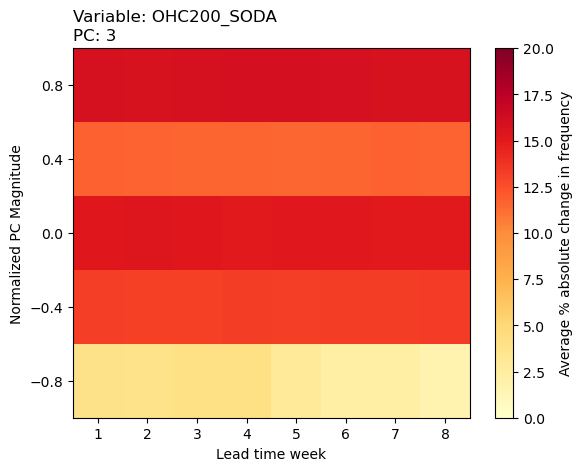 Variable: OHC200_SODA
PC: 3
Normalized PC Magnitude
0.8
0.4
0.0
−0.4
−0.8
1 2 3 4 5 6 7 8
Lead time week
20.0
17.5
15.0
12.5
10.0
7.5
5.0
2.5
0.0
Average % absolute change in frequency